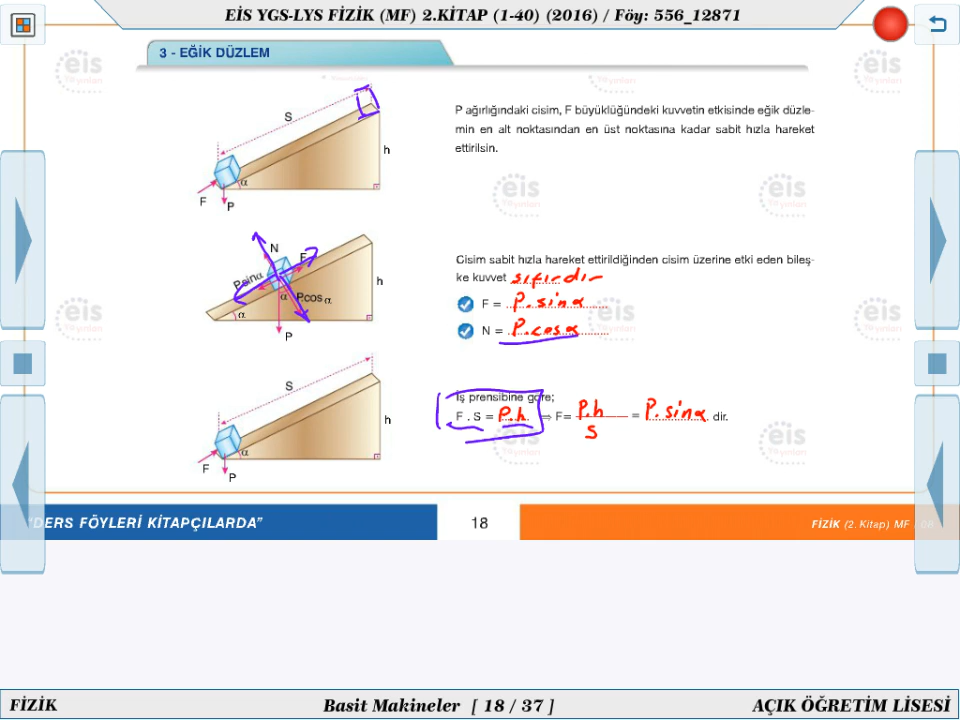 EİS YGS-LYS FİZİK (MF) 2.KİTAP (1-40) (2016) / Föy: 556_12871
3 - EĞİK DÜZLEM
S
h
α
F
P
P ağırlığındaki cisim, F büyüklüğündeki kuvvetin etkisinde eğik düzle-
min en alt noktasından en üst noktasına kadar sabit hızla hareket
ettirilsin.
eis
yayınları
N
F
Psinα
α
Pcosα
α
h
P
Cisim sabit hızla hareket ettirildiğinden cisim üzerine etki eden bileş-
ke kuvvet sıfırdır
F = P.sinα
N = P.cosα
S
h
α
F
P
İş prensibine göre;
F . S = P.h ⇒ F= P.h / S = P.sinα dir.
"DERS FÖYLERİ KİTAPÇILARDA"
18
FİZİK (2. Kitap) MF
FİZİK
Basit Makineler [ 18 / 37 ]
AÇIK ÖĞRETİM LİSESİ